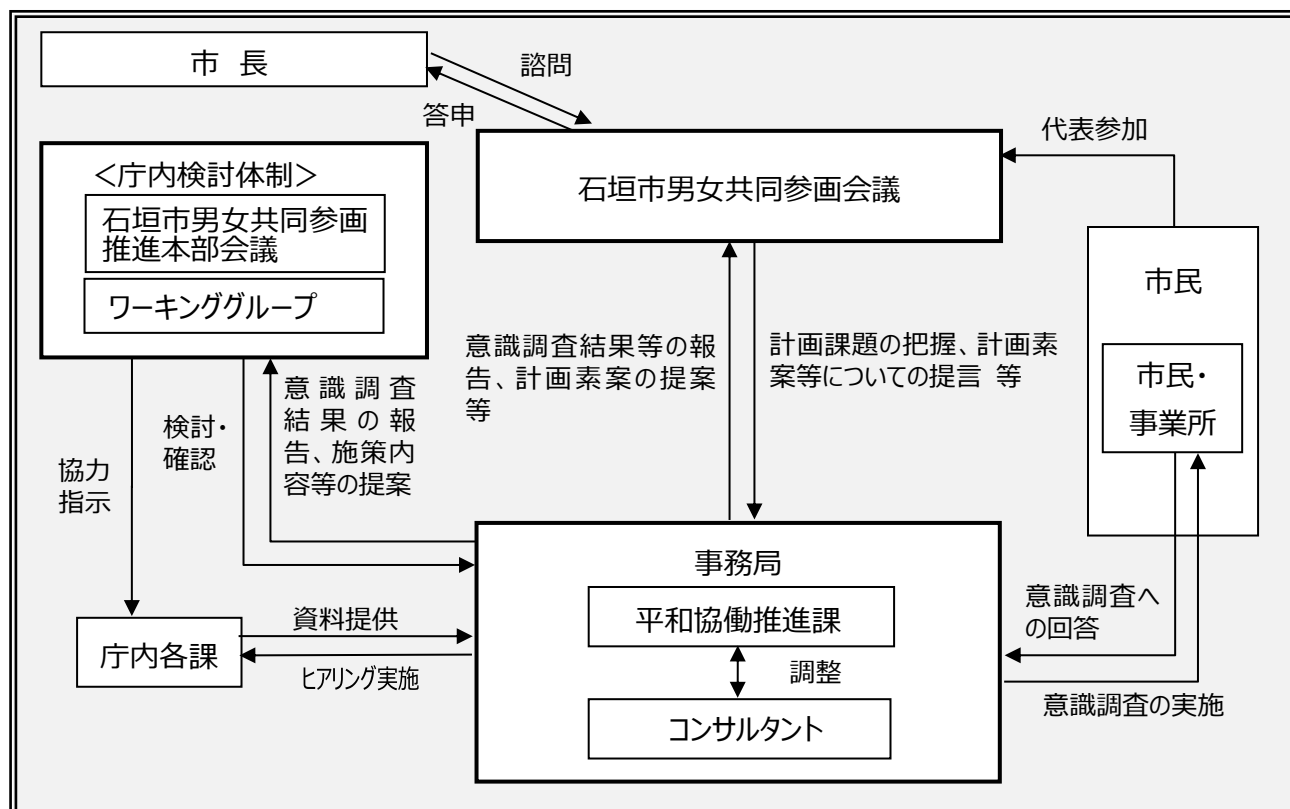 市 長
諮問
答申
代表参加
＜庁内検討体制＞
石垣市男女共同参画
推進本部会議
ワーキンググループ
石垣市男女共同参画会議
市民
市民・
事業所
意識調査結果等の報
告、計画素案の提案
等
計画課題の把握、計画素
案等についての提言 等
意識調査
結果の報
告、施策内
容等の提案
検討・
確認
協力
指示
事務局
平和協働推進課
調整
コンサルタント
庁内各課
資料提供
ヒアリング実施
意識調査へ
の回答
意識調査の実施